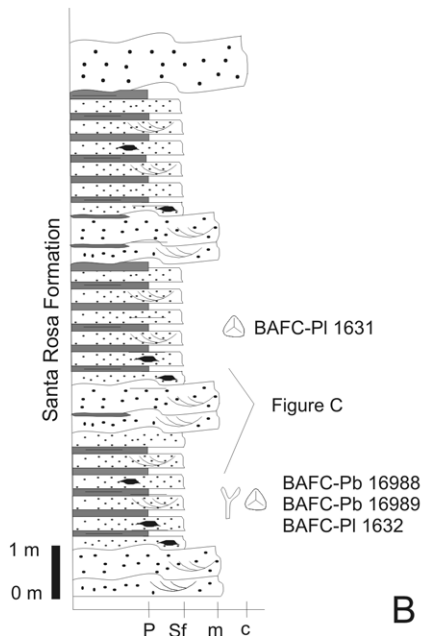 Santa Rosa Formation
BAFC-Pl 1631
Figure C
BAFC-Pb 16988
BAFC-Pb 16989
BAFC-Pl 1632
1 m
0 m
P Sf m c
B